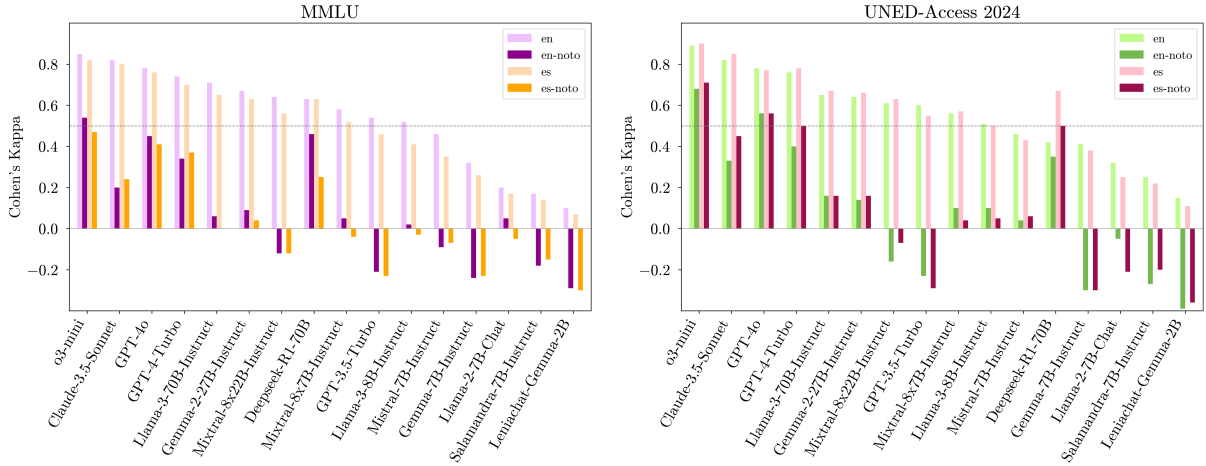 MMLU
Cohen's Kappa
0.8
0.6
0.4
0.2
0.0
−0.2
en
en-noto
es
es-noto
o3-mini
Claude-3.5-Sonnet
GPT-4o
GPT-4-Turbo
Llama-3-70B-Instruct
Gemma-2-27B-Instruct
Mixtral-8x22B-Instruct
Deepseek-R1-70B
Mixtral-8x7B-Instruct
GPT-3.5-Turbo
Llama-3-8B-Instruct
Mistral-7B-Instruct
Gemma-7B-Instruct
Llama-2-7B-Chat
Salamandra-7B-Instruct
Leniachat-Gemma-2B
UNED-Access 2024
Cohen's Kappa
0.8
0.6
0.4
0.2
0.0
−0.2
en
en-noto
es
es-noto
o3-mini
Claude-3.5-Sonnet
GPT-4o
GPT-4-Turbo
Llama-3-70B-Instruct
Gemma-2-27B-Instruct
Mixtral-8x22B-Instruct
GPT-3.5-Turbo
Mixtral-8x7B-Instruct
Llama-3-8B-Instruct
Mistral-7B-Instruct
Deepseek-R1-70B
Gemma-7B-Instruct
Llama-2-7B-Chat
Salamandra-7B-Instruct
Leniachat-Gemma-2B